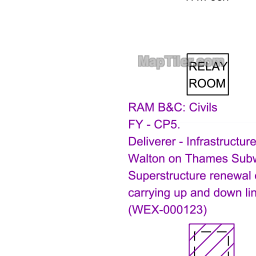 MapTiler.com
RELAY
ROOM
RAM B&C: Civils
FY - CP5.
Deliverer - Infrastructure
Walton on Thames Subw
Superstructure renewal
carrying up and down lin
(WEX-000123)